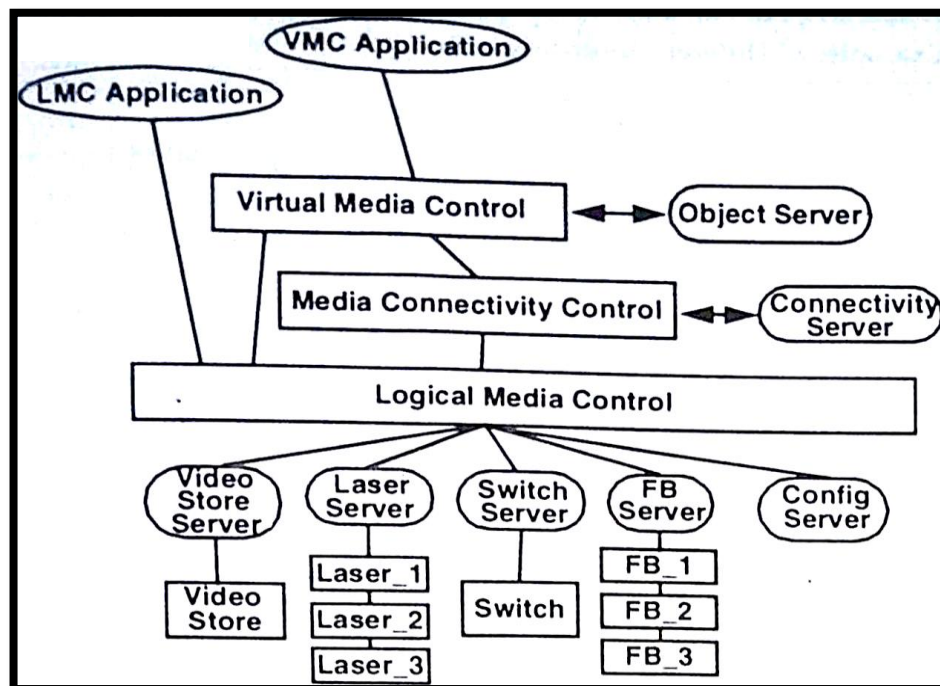 VMC Application
LMC Application
Virtual Media Control
Object Server
Media Connectivity Control
Connectivity
Server
Logical Media Control
Video
Store
Server
Laser
Server
Switch
Server
FB
Server
Config
Server
Video
Store
Laser_1
Laser_2
Laser_3
Switch
FB_1
FB_2
FB_3